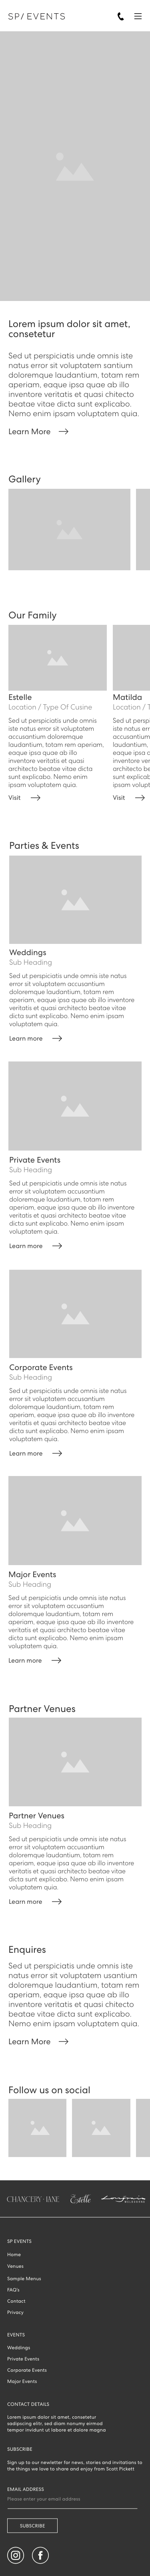 SP/EVENTS
Lorem ipsum dolor sit amet,
consetetur
Sed ut perspiciatis unde omnis iste
natus error sit voluptatem santium
doloremque laudantium, totam rem
aperiam, eaque ipsa quae ab illo
inventore veritatis et quasi chitecto
beatae vitae dicta sunt explicabo.
Nemo enim ipsam voluptatem quia.
Learn More
Gallery
Our Family
Estelle
Location / Type Of Cusine
Sed ut perspiciatis unde omnis
iste natus error sit voluptatem
accusantium doloremque
laudantium, totam rem aperiam,
eaque ipsa quae ab illo
inventore veritatis et quasi
architecto beatae vitae dicta
sunt explicabo. Nemo enim
ipsam voluptatem quia.
Visit
Matilda
Location / T
Sed ut perspi
iste natus err
accusantium
laudantium,
eaque ipsa
inventore ver
architecto be
sunt explicab
ipsam volupt
Visit
Parties & Events
Weddings
Sub Heading
Sed ut perspiciatis unde omnis iste natus
error sit voluptatem accusantium
doloremque laudantium, totam rem
aperiam, eaque ipsa quae ab illo inventore
veritatis et quasi architecto beatae vitae
dicta sunt explicabo. Nemo enim ipsam
voluptatem quia.
Learn more
Private Events
Sub Heading
Sed ut perspiciatis unde omnis iste natus
error sit voluptatem accusantium
doloremque laudantium, totam rem
aperiam, eaque ipsa quae ab illo inventore
veritatis et quasi architecto beatae vitae
dicta sunt explicabo. Nemo enim ipsam
voluptatem quia.
Learn more
Corporate Events
Sub Heading
Sed ut perspiciatis unde omnis iste natus
error sit voluptatem accusantium
doloremque laudantium, totam rem
aperiam, eaque ipsa quae ab illo inventore
veritatis et quasi architecto beatae vitae
dicta sunt explicabo. Nemo enim ipsam
voluptatem quia.
Learn more
Major Events
Sub Heading
Sed ut perspiciatis unde omnis iste natus
error sit voluptatem accusantium
doloremque laudantium, totam rem
aperiam, eaque ipsa quae ab illo inventore
veritatis et quasi architecto beatae vitae
dicta sunt explicabo. Nemo enim ipsam
voluptatem quia.
Learn more
Partner Venues
Partner Venues
Sub Heading
Sed ut perspiciatis unde omnis iste natus
error sit voluptatem accusantium
doloremque laudantium, totam rem
aperiam, eaque ipsa quae ab illo inventore
veritatis et quasi architecto beatae vitae
dicta sunt explicabo. Nemo enim ipsam
voluptatem quia.
Learn more
Enquires
Sed ut perspiciatis unde omnis iste
natus error sit voluptatem usantium
doloremque laudantium, totam rem
aperiam, eaque ipsa quae ab illo
inventore veritatis et quasi chitecto
beatae vitae dicta sunt explicabo.
Nemo enim ipsam voluptatem quia.
Learn More
Follow us on social
CHANCERY LANE
Estelle
SP EVENTS
Home
Venues
Sample Menus
FAQ's
Contact
Privacy
EVENTS
Weddings
Private Events
Corporate Events
Major Events
CONTACT DETAILS
Lorem ipsum dolor sit amet, consetetur
sadipscing elitr, sed diam nonumy eirmod
tempor invidunt ut labore et dolore magna
SUBSCRIBE
Sign up to our newletter for news, stories and invitations to
the things we love to share and enjoy from Scott Pickett
EMAIL ADDRESS
Please enter your email address
SUBSCRIBE